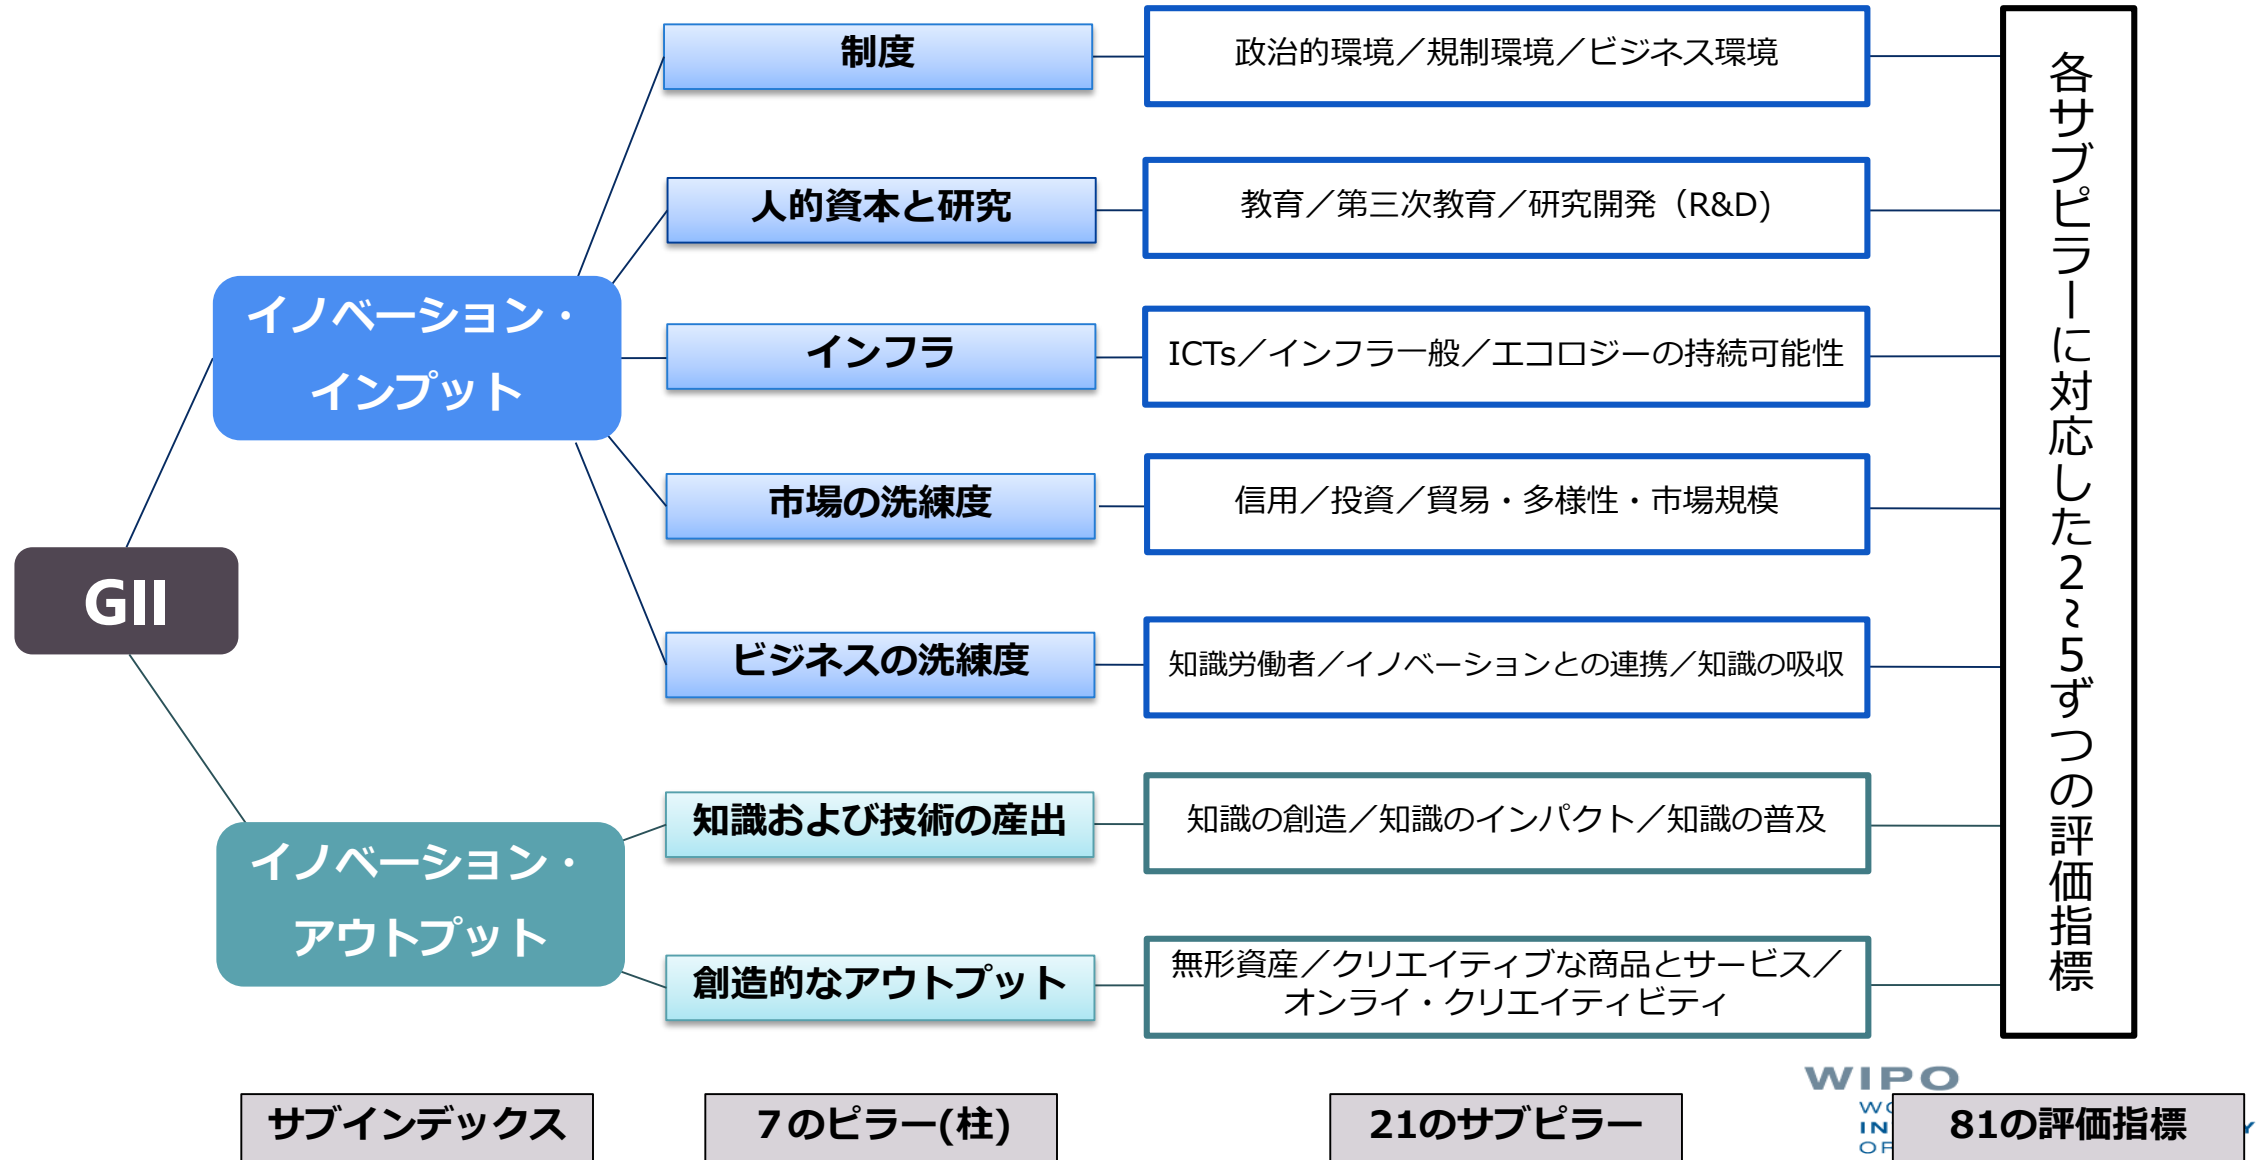 制度
政治的環境／規制環境／ビジネス環境
人的資本と研究
教育／第三次教育／研究開発（R&D)
イノベーション・
インプット
インフラ
ICTs／インフラ一般／エコロジーの持続可能性
市場の洗練度
信用／投資／貿易・多様性・市場規模
GII
ビジネスの洗練度
知識労働者／イノベーションとの連携／知識の吸収
イノベーション・
アウトプット
知識および技術の産出
知識の創造／知識のインパクト／知識の普及
創造的なアウトプット
無形資産／クリエイティブな商品とサービス／
オンライ・クリエイティビティ
各サブピラーに対応した2~5ずつの評価指標
WIPO
サブインデックス
７のピラー(柱)
21のサブピラー
81の評価指標